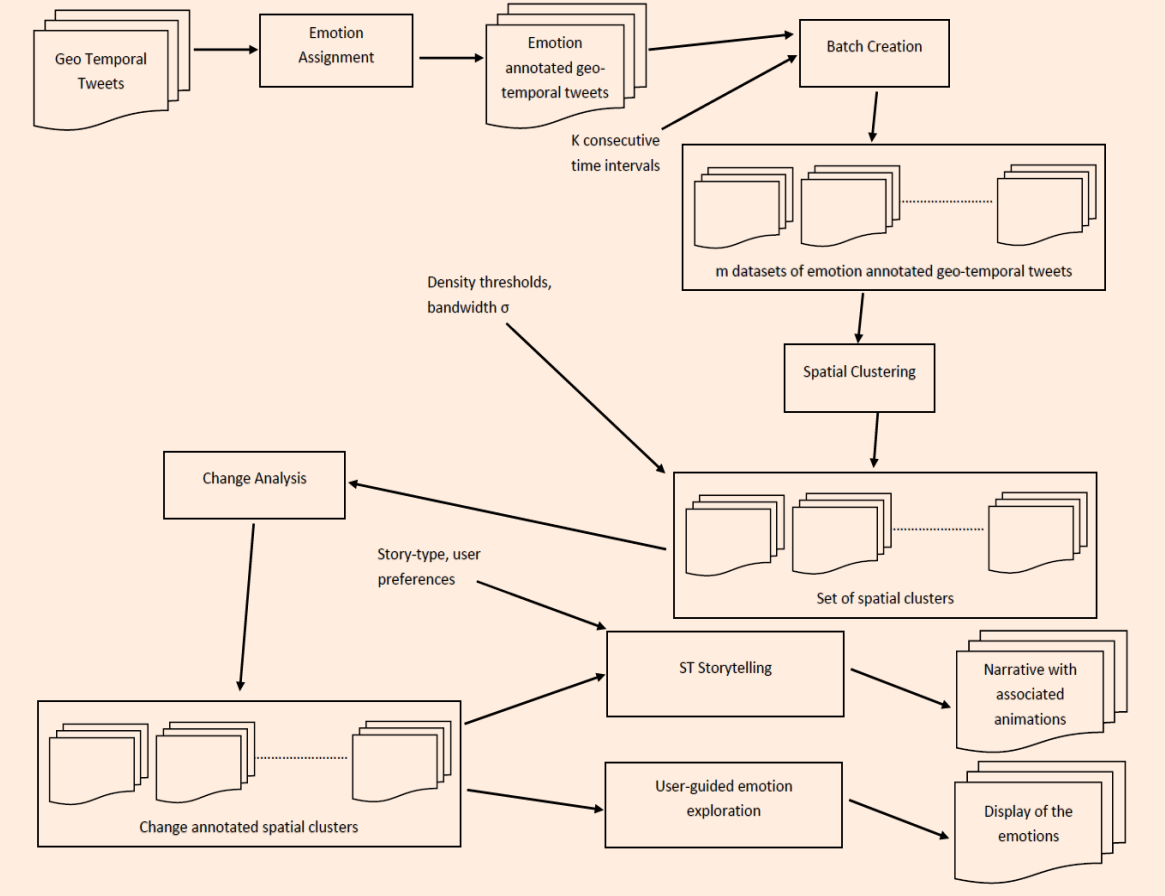 Geo Temporal
Tweets
Emotion
Assignment
Emotion
annotated geo-
temporal tweets
Batch Creation
K consecutive
time intervals
m datasets of emotion annotated geo-temporal tweets
Density thresholds,
bandwidth σ
Spatial Clustering
Change Analysis
Set of spatial clusters
Story-type, user
preferences
ST Storytelling
Narrative with
associated
animations
Change annotated spatial clusters
User-guided emotion
exploration
Display of the
emotions